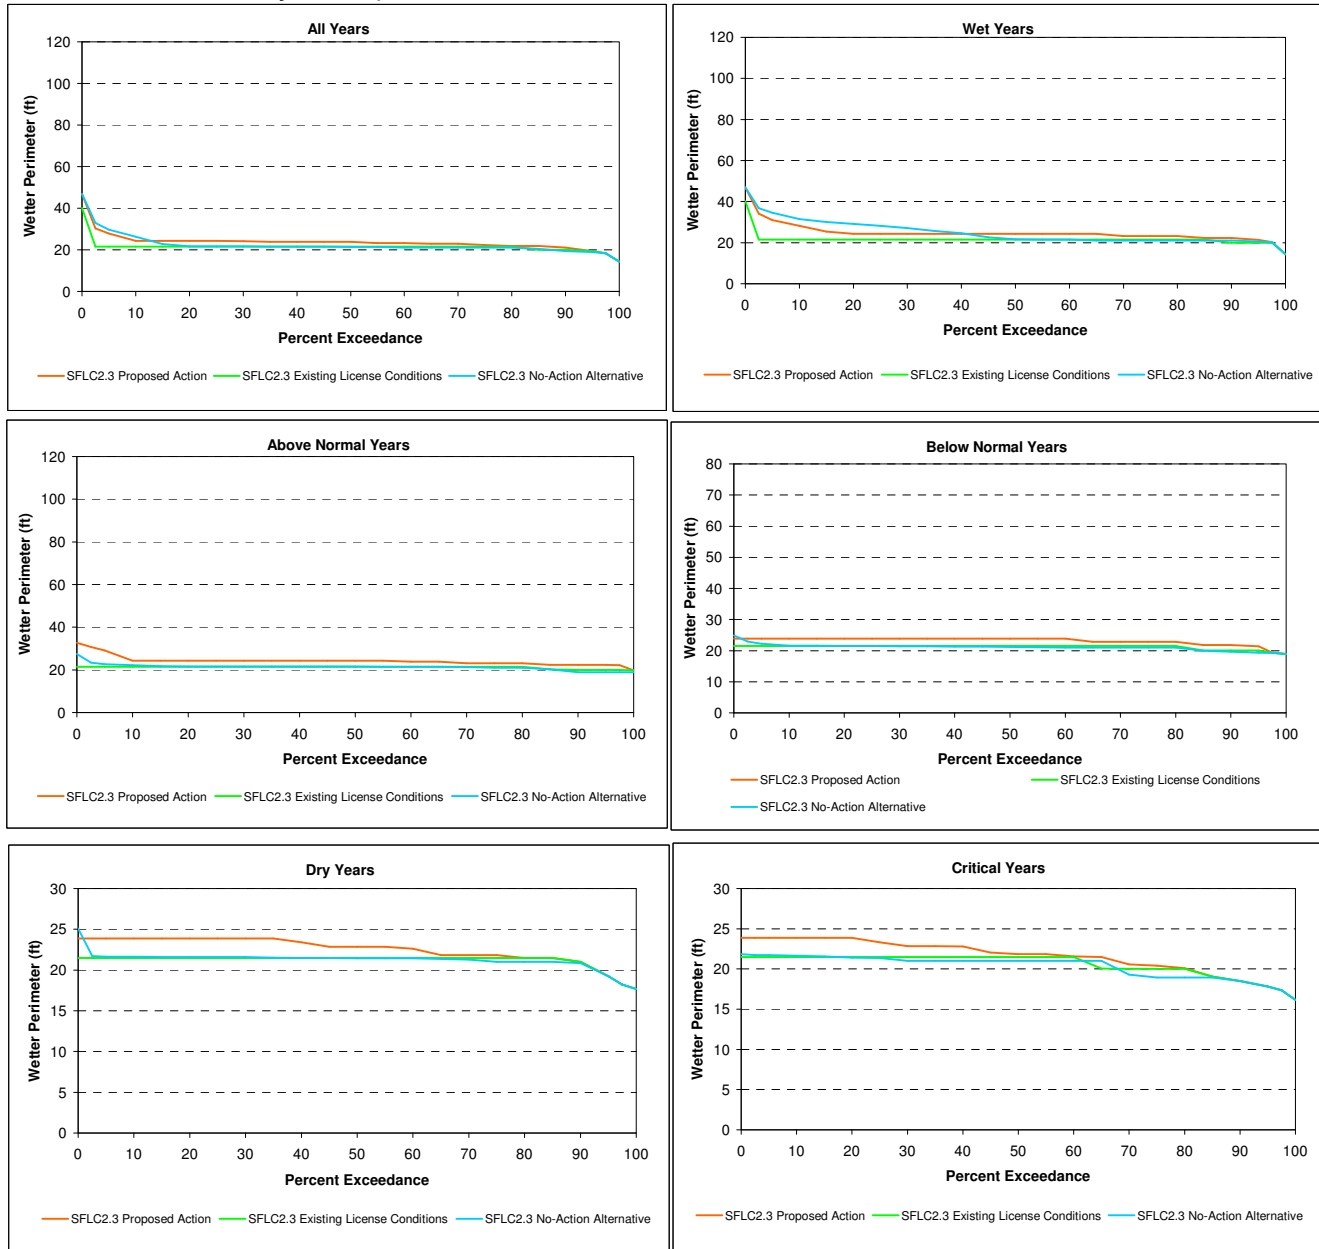 All Years
120
100
80
60
40
20
0
Wetter Perimeter (ft)
0 10 20 30 40 50 60 70 80 90 100
Percent Exceedance
SFLC2.3 Proposed Action SFLC2.3 Existing License Conditions SFLC2.3 No-Action Alternative
Wet Years
120
100
80
60
40
20
0
Wetter Perimeter (ft)
0 10 20 30 40 50 60 70 80 90 100
Percent Exceedance
SFLC2.3 Proposed Action SFLC2.3 Existing License Conditions SFLC2.3 No-Action Alternative
Above Normal Years
120
100
80
60
40
20
0
Wetter Perimeter (ft)
0 10 20 30 40 50 60 70 80 90 100
Percent Exceedance
SFLC2.3 Proposed Action SFLC2.3 Existing License Conditions SFLC2.3 No-Action Alternative
Below Normal Years
80
70
60
50
40
30
20
10
0
Wetter Perimeter (ft)
0 10 20 30 40 50 60 70 80 90 100
Percent Exceedance
SFLC2.3 Proposed Action SFLC2.3 Existing License Conditions
SFLC2.3 No-Action Alternative
Dry Years
30
25
20
15
10
5
0
Wetter Perimeter (ft)
0 10 20 30 40 50 60 70 80 90 100
Percent Exceedance
SFLC2.3 Proposed Action SFLC2.3 Existing License Conditions SFLC2.3 No-Action Alternative
Critical Years
30
25
20
15
10
5
0
Wetter Perimeter (ft)
0 10 20 30 40 50 60 70 80 90 100
Percent Exceedance
SFLC2.3 Proposed Action SFLC2.3 Existing License Conditions SFLC2.3 No-Action Alternative